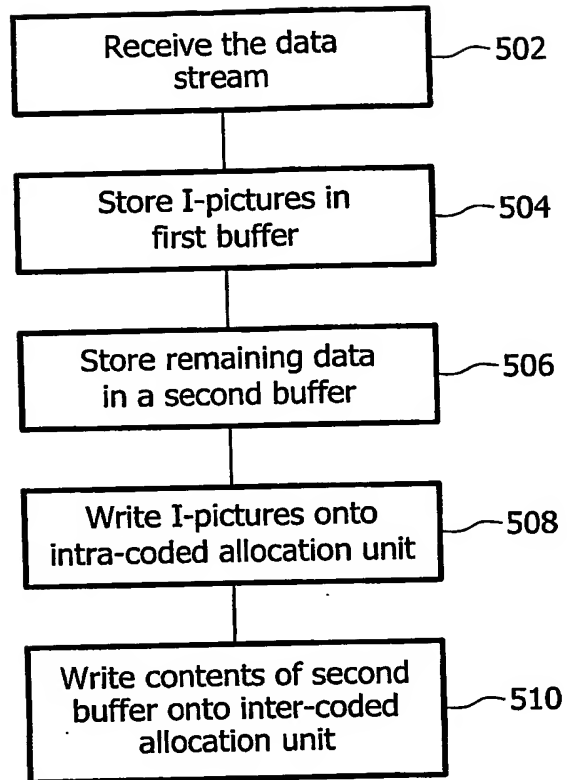 Receive the data
stream
502
Store I-pictures in
first buffer
504
Store remaining data
in a second buffer
506
Write I-pictures onto
intra-coded allocation unit
508
Write contents of second
buffer onto inter-coded
allocation unit
510